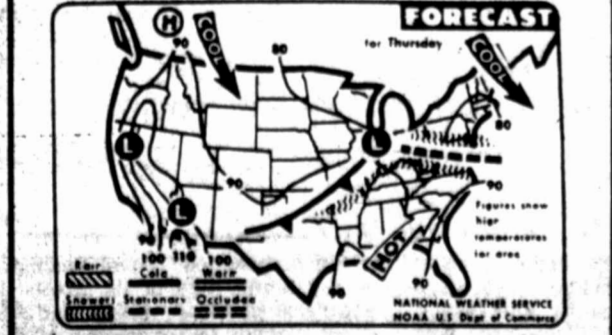 FORECAST
for Thursday
H
COOL
COOL
90
80
80
L
L
L
90
90
90
100
110
100
90
90
HOT
Figures show
high
temperatures
for area
Rain
Cold
Warm
Showers
Stationary
Occluded
NATIONAL WEATHER SERVICE
NOAA U.S. Dept of Commerce